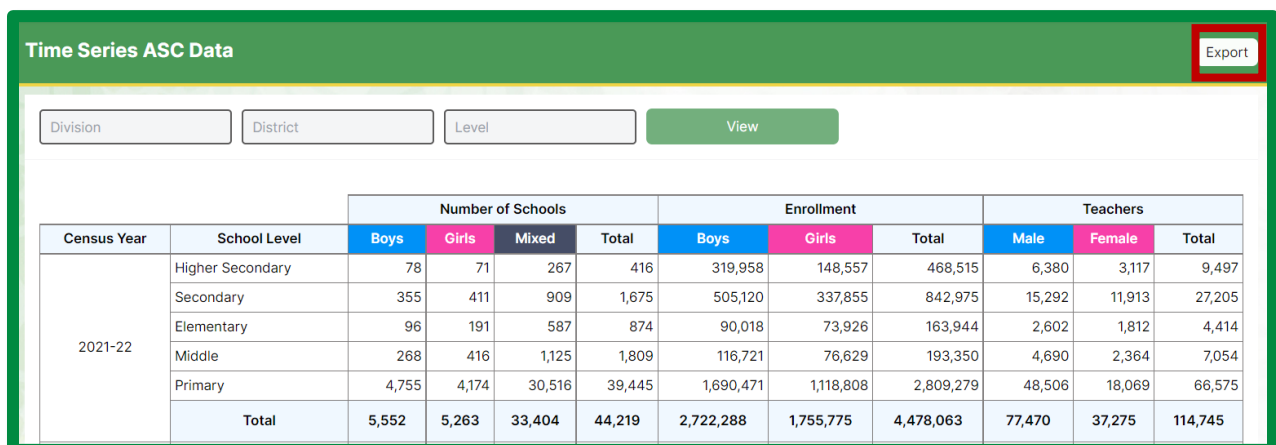 Time Series ASC Data Export
Division District Level View
Number of Schools Enrollment Teachers
Census Year School Level Boys Girls Mixed Total Boys Girls Total Male Female Total
Higher Secondary 78 71 267 416 319,958 148,557 468,515 6,380 3,117 9,497
Secondary 355 411 909 1,675 505,120 337,855 842,975 15,292 11,913 27,205
Elementary 96 191 587 874 90,018 73,926 163,944 2,602 1,812 4,414
2021-22
Middle 268 416 1,125 1,809 116,721 76,629 193,350 4,690 2,364 7,054
Primary 4,755 4,174 30,516 39,445 1,690,471 1,118,808 2,809,279 48,506 18,069 66,575
Total 5,552 5,263 33,404 44,219 2,722,288 1,755,775 4,478,063 77,470 37,275 114,745